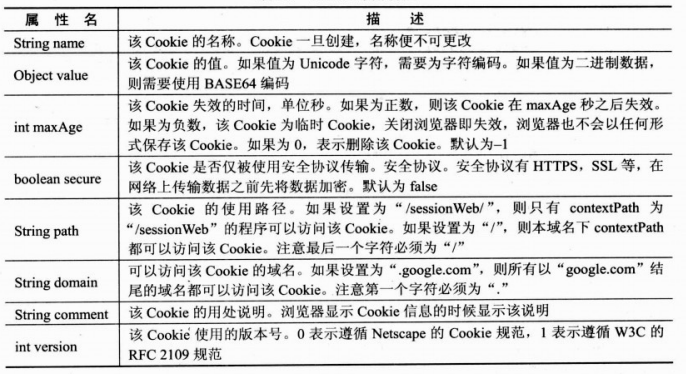 属 性 名 描 述
String name 该 Cookie 的名称。Cookie 一旦创建，名称便不可更改
Object value 该 Cookie 的值。如果值为 Unicode 字符，需要为字符编码。如果值为二进制数据，
则需要使用 BASE64 编码
int maxAge 该 Cookie 失效的时间，单位秒。如果为正数，则该 Cookie 在 maxAge 秒之后失效。
如果为负数，该 Cookie 为临时 Cookie，关闭浏览器即失效，浏览器也不会以任何形
式保存该 Cookie。如果为 0，表示删除该 Cookie。默认为–1
boolean secure 该 Cookie 是否仅被使用安全协议传输。安全协议。安全协议有 HTTPS，SSL 等，在
网络上传输数据之前先将数据加密。默认为 false
String path 该 Cookie 的使用路径。如果设置为“/sessionWeb/”，则只有 contextPath 为
“/sessionWeb”的程序可以访问该 Cookie。如果设置为“/”，则本域名下 contextPath
都可以访问该 Cookie。注意最后一个字符必须为“/”
String domain 可以访问该 Cookie 的域名。如果设置为“.google.com”，则所有以“google.com”结
尾的域名都可以访问该 Cookie。注意第一个字符必须为“.”
String comment 该 Cookie 的用处说明。浏览器显示 Cookie 信息的时候显示该说明
int version 该 Cookie 使用的版本号。0 表示遵循 Netscape 的 Cookie 规范，1 表示遵循 W3C 的
RFC 2109 规范